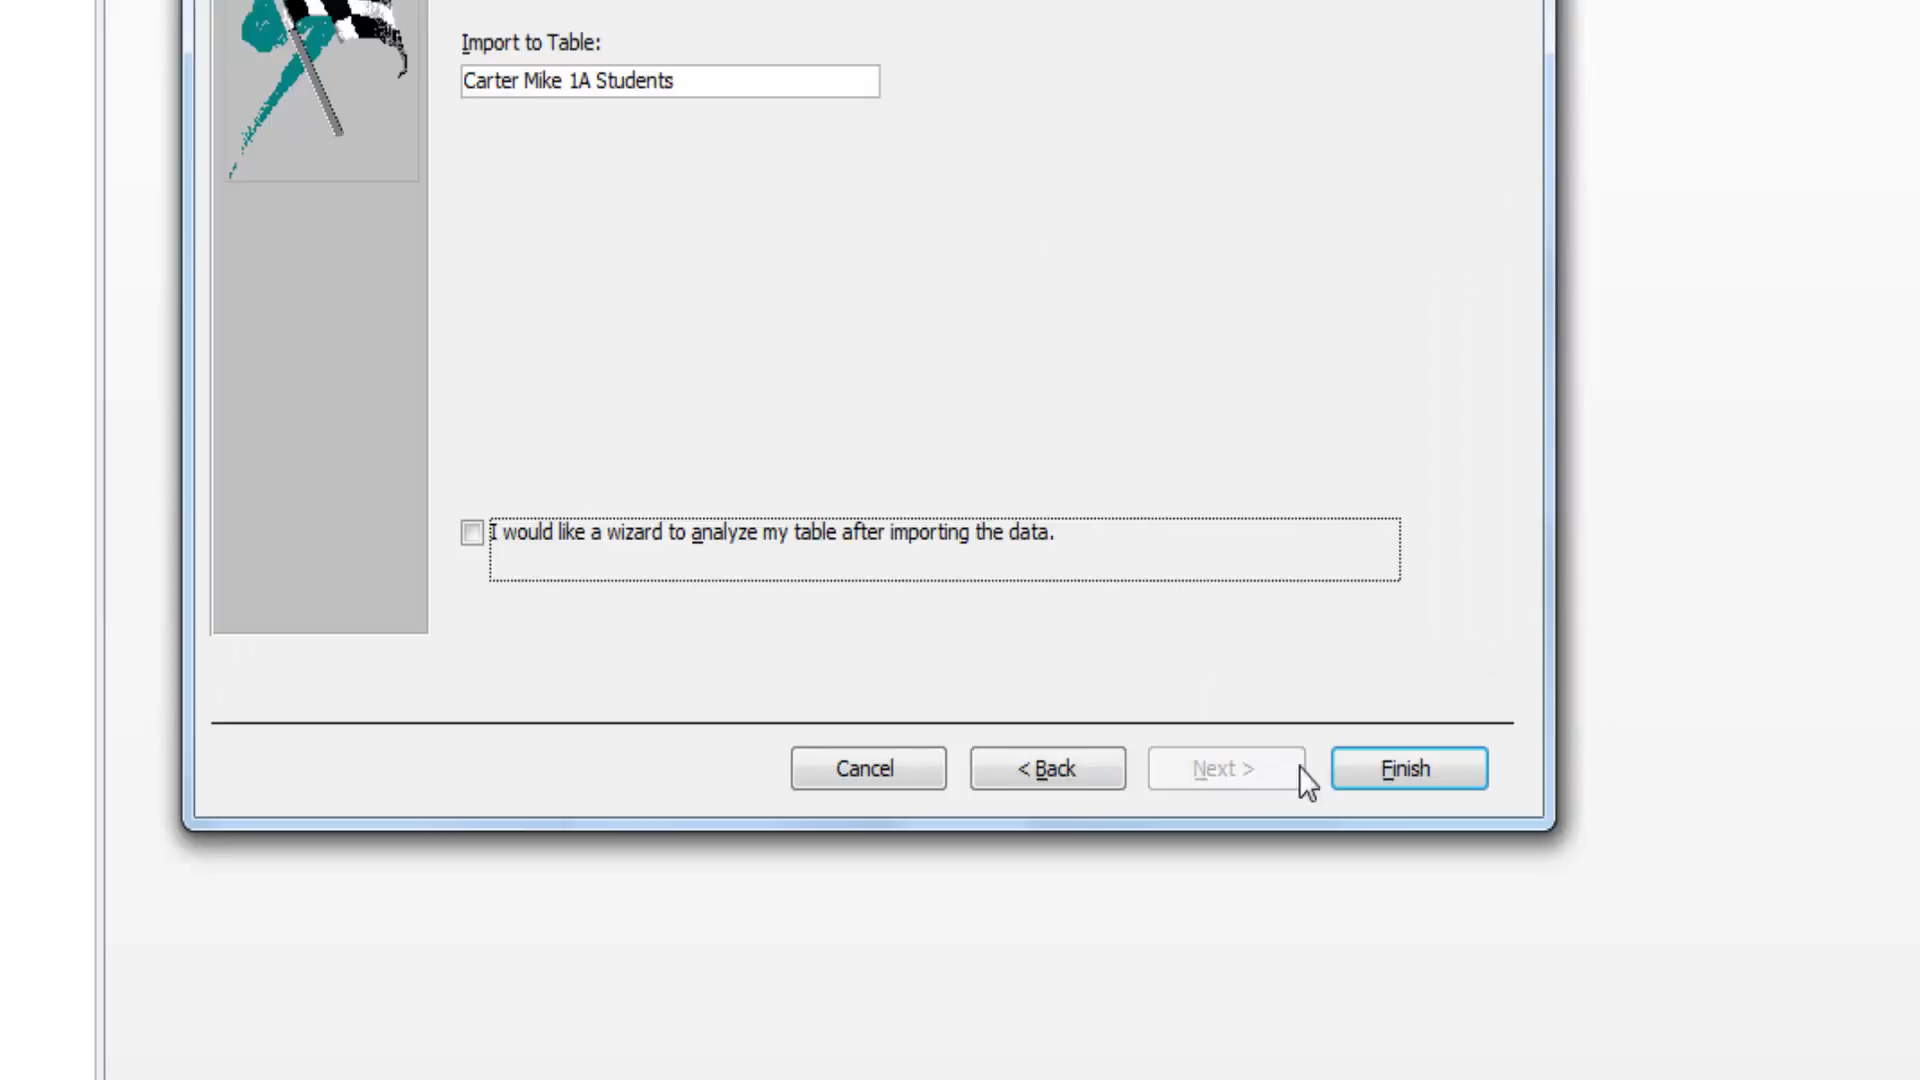 Import to Table:
Carter Mike 1A Students
I would like a wizard to analyze my table after importing the data.
Cancel
< Back
Next >
Finish